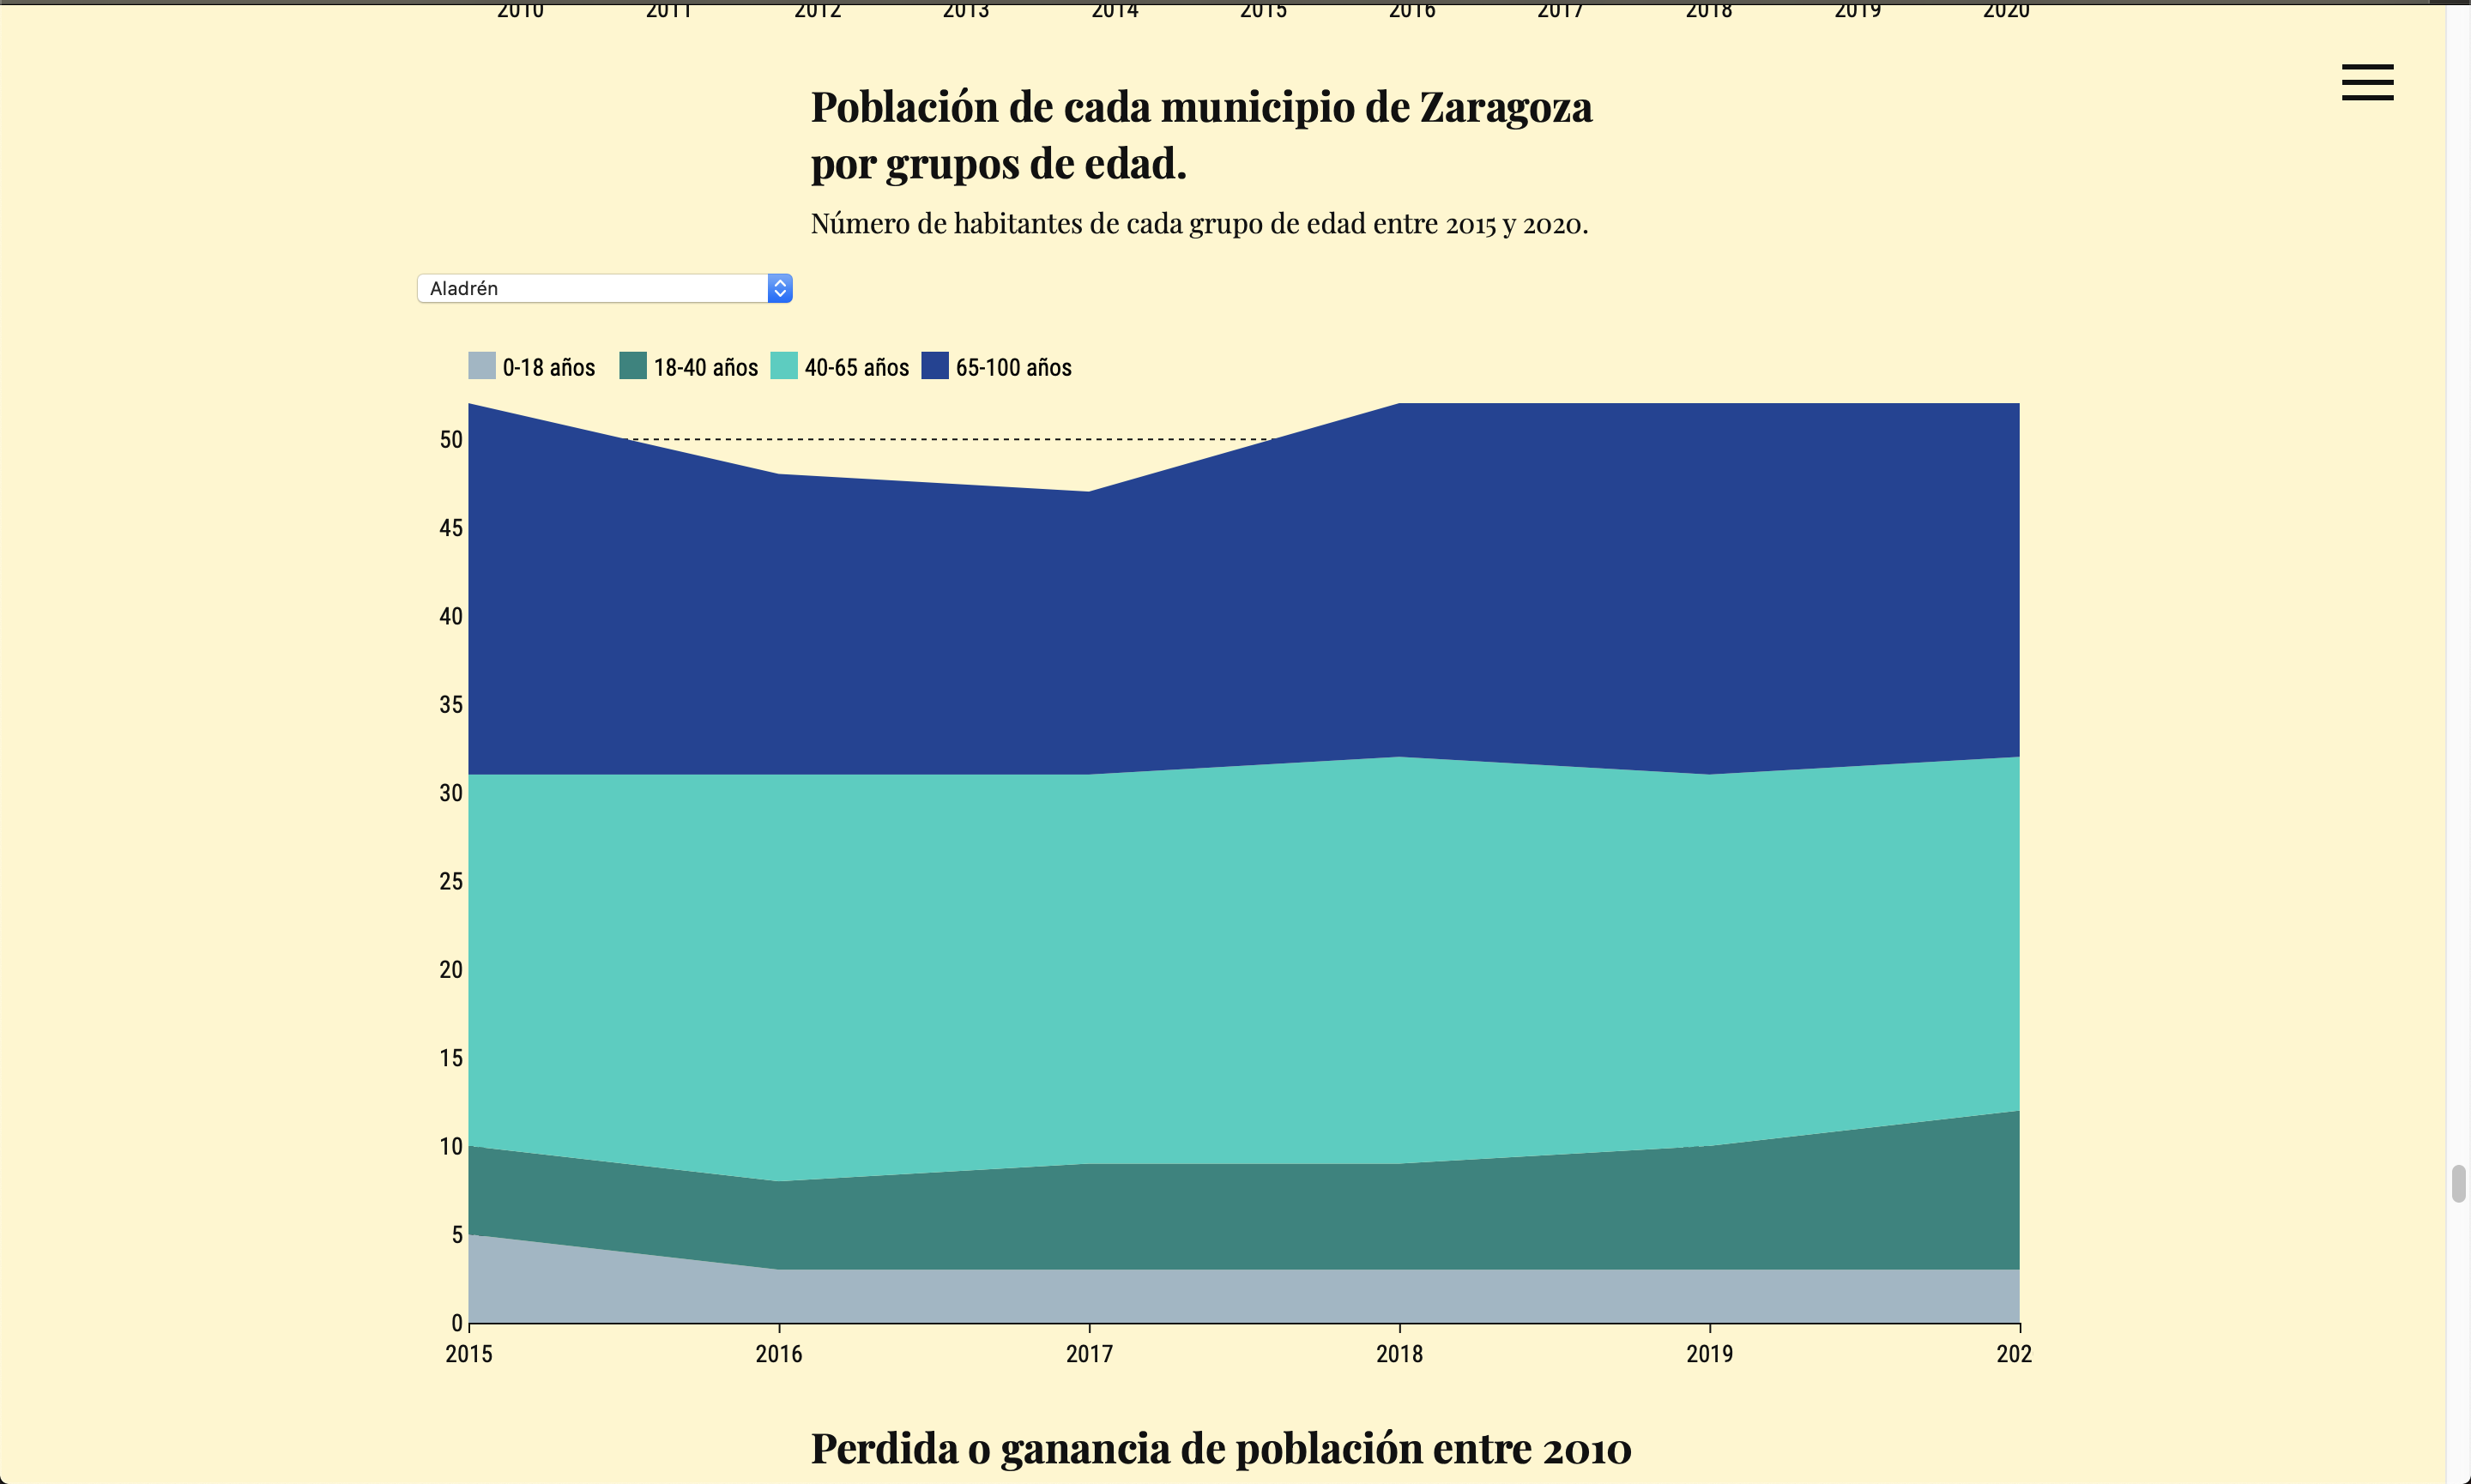 2010 2011 2012 2013 2014 2015 2016 2017 2018 2019 2020
Población de cada municipio de Zaragoza
por grupos de edad.
Número de habitantes de cada grupo de edad entre 2015 y 2020.
Aladrén
0-18 años 18-40 años 40-65 años 65-100 años
50
45
40
35
30
25
20
15
10
5
0
2015 2016 2017 2018 2019 202
Perdida o ganancia de población entre 2010